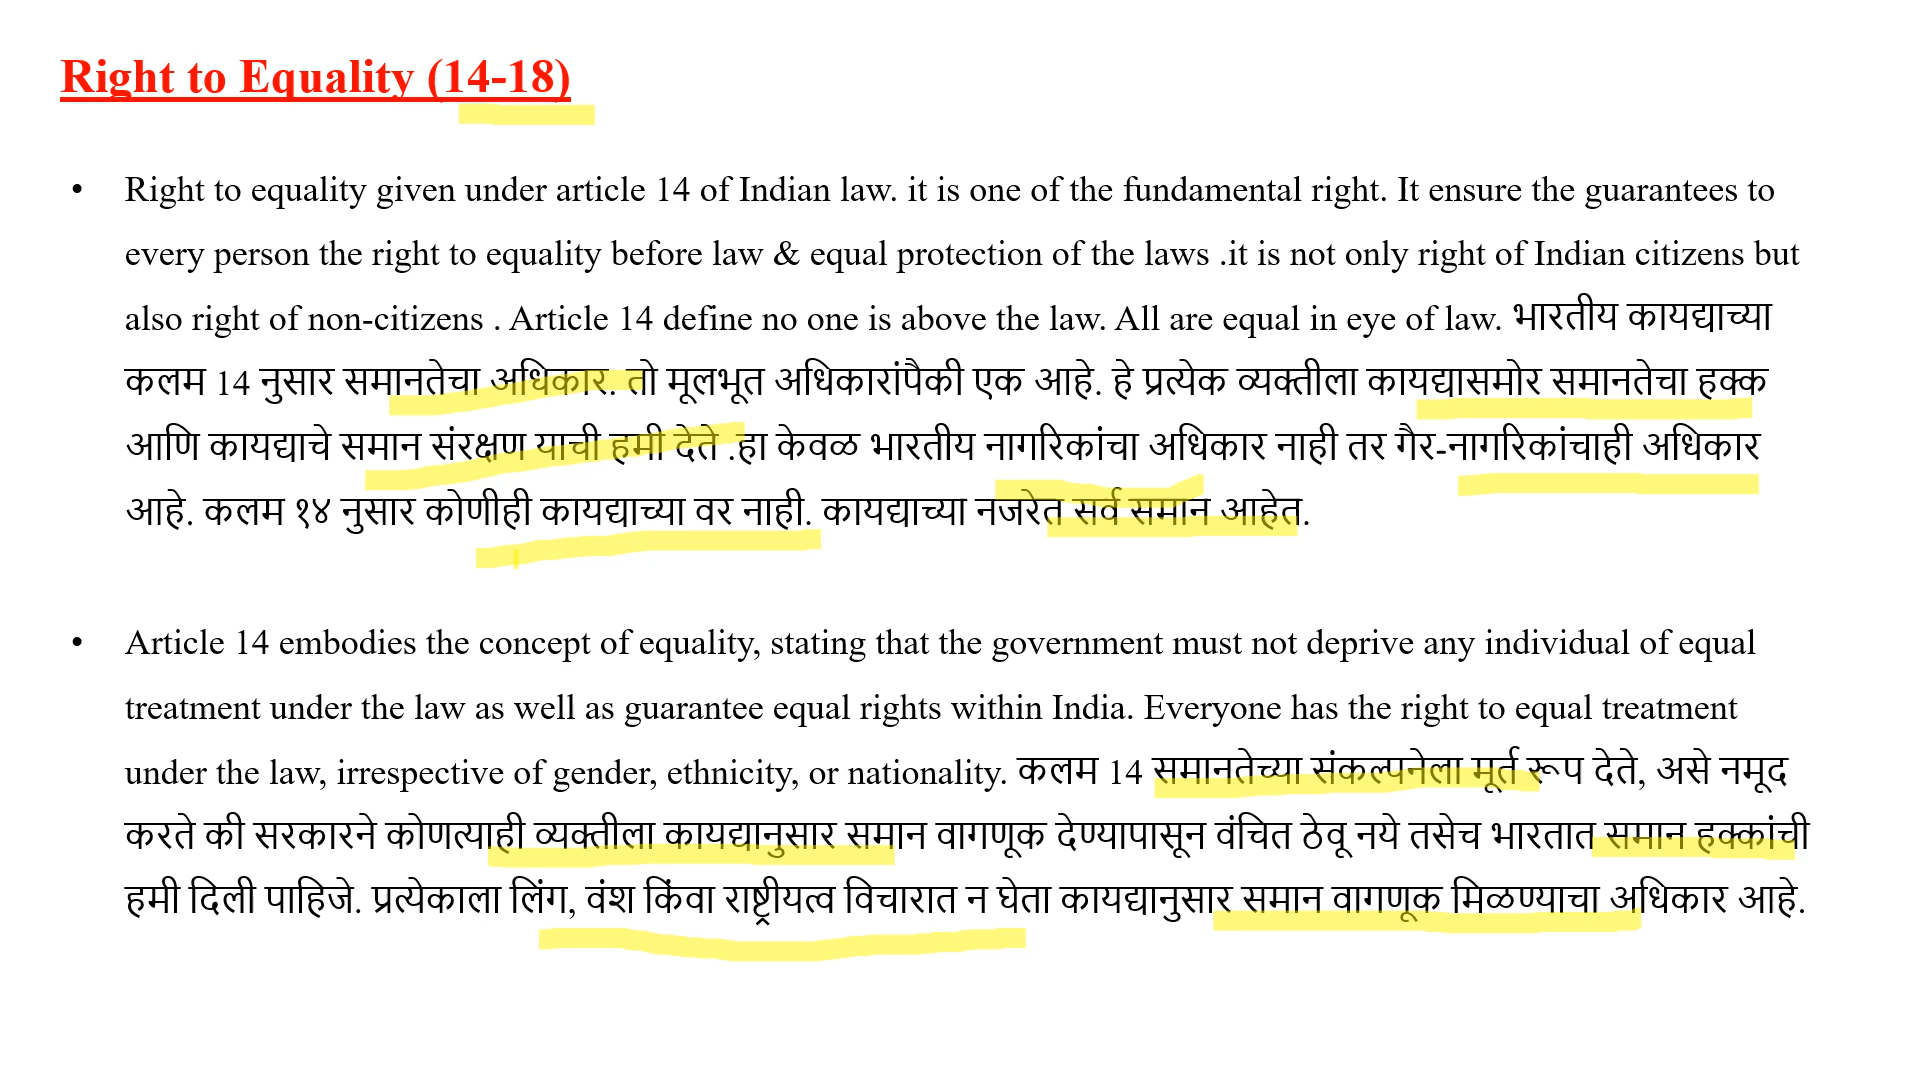 Right to Equality (14-18)
• Right to equality given under article 14 of Indian law. it is one of the fundamental right. It ensure the guarantees to
every person the right to equality before law & equal protection of the laws .it is not only right of Indian citizens but
also right of non-citizens . Article 14 define no one is above the law. All are equal in eye of law. भारतीय कायद्याच्या
कलम 14 नुसार समानतेचा अधिकार. तो मूलभूत अधिकारांपैकी एक आहे. हे प्रत्येक व्यक्तीला कायद्यासमोर समानतेचा हक्क
आणि कायद्याचे समान संरक्षण याची हमी देते .हा केवळ भारतीय नागरिकांचा अधिकार नाही तर गैर-नागरिकांचाही अधिकार
आहे. कलम १४ नुसार कोणीही कायद्याच्या वर नाही. कायद्याच्या नजरेत सर्व समान आहेत.
• Article 14 embodies the concept of equality, stating that the government must not deprive any individual of equal
treatment under the law as well as guarantee equal rights within India. Everyone has the right to equal treatment
under the law, irrespective of gender, ethnicity, or nationality. कलम 14 समानतेच्या संकल्पनेला मूर्त रूप देते, असे नमूद
करते की सरकारने कोणत्याही व्यक्तीला कायद्यानुसार समान वागणूक देण्यापासून वंचित ठेवू नये तसेच भारतात समान हक्कांची
हमी दिली पाहिजे. प्रत्येकाला लिंग, वंश किंवा राष्ट्रीयत्व विचारात न घेता कायद्यानुसार समान वागणूक मिळण्याचा अधिकार आहे.